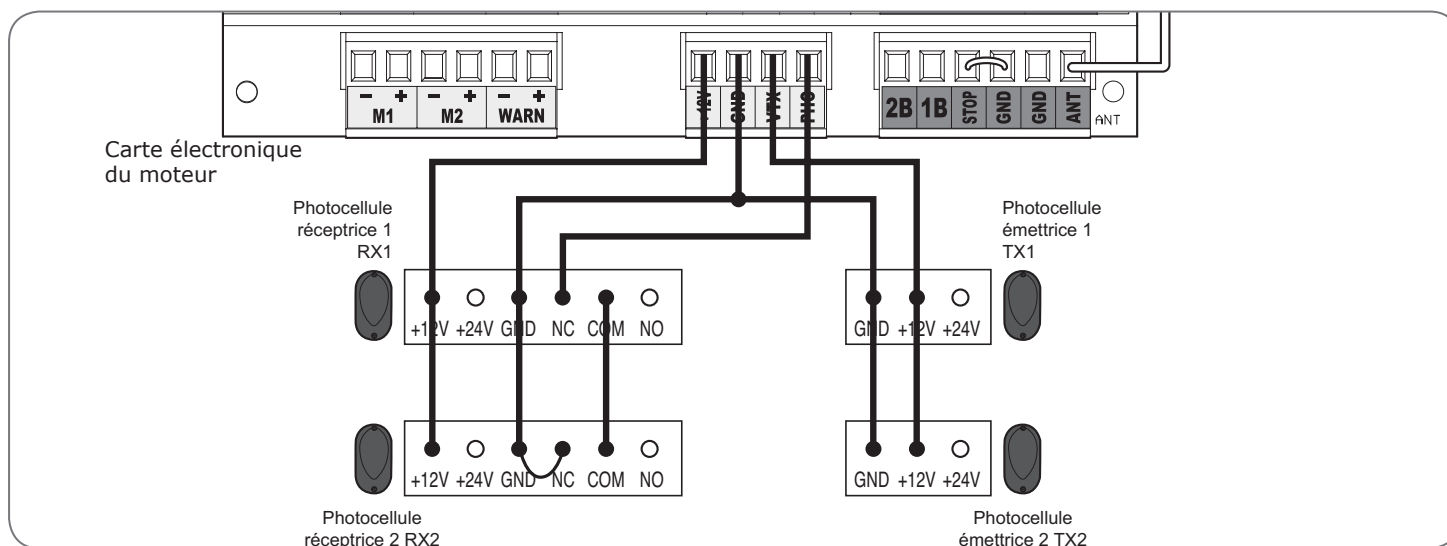 - + - + - +
M1 M2 WARN
+12V GND VTX PHO
2B 1B STOP GND GND ANT
ANT
Carte électronique
du moteur
Photocellule
réceptrice 1
RX1
Photocellule
émettrice 1
TX1
+12V +24V GND NC COM NO
GND +12V +24V
+12V +24V GND NC COM NO
GND +12V +24V
Photocellule
réceptrice 2 RX2
Photocellule
émettrice 2 TX2